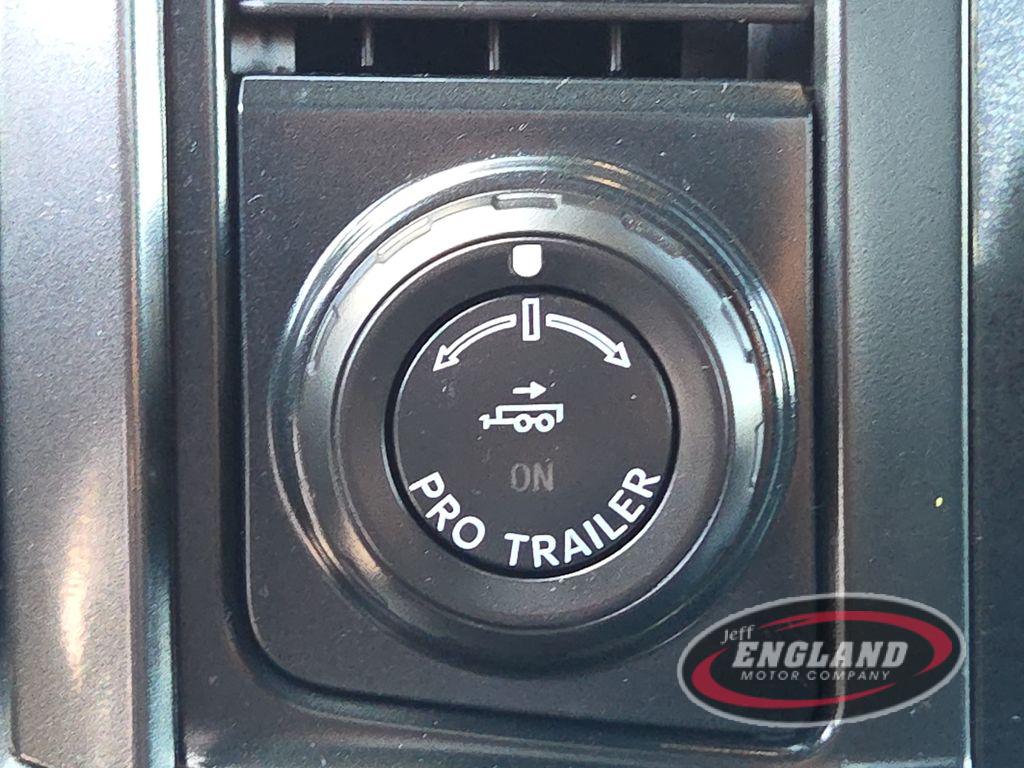 ON
PRO TRAILER
Jeff
ENGLAND
MOTOR COMPANY